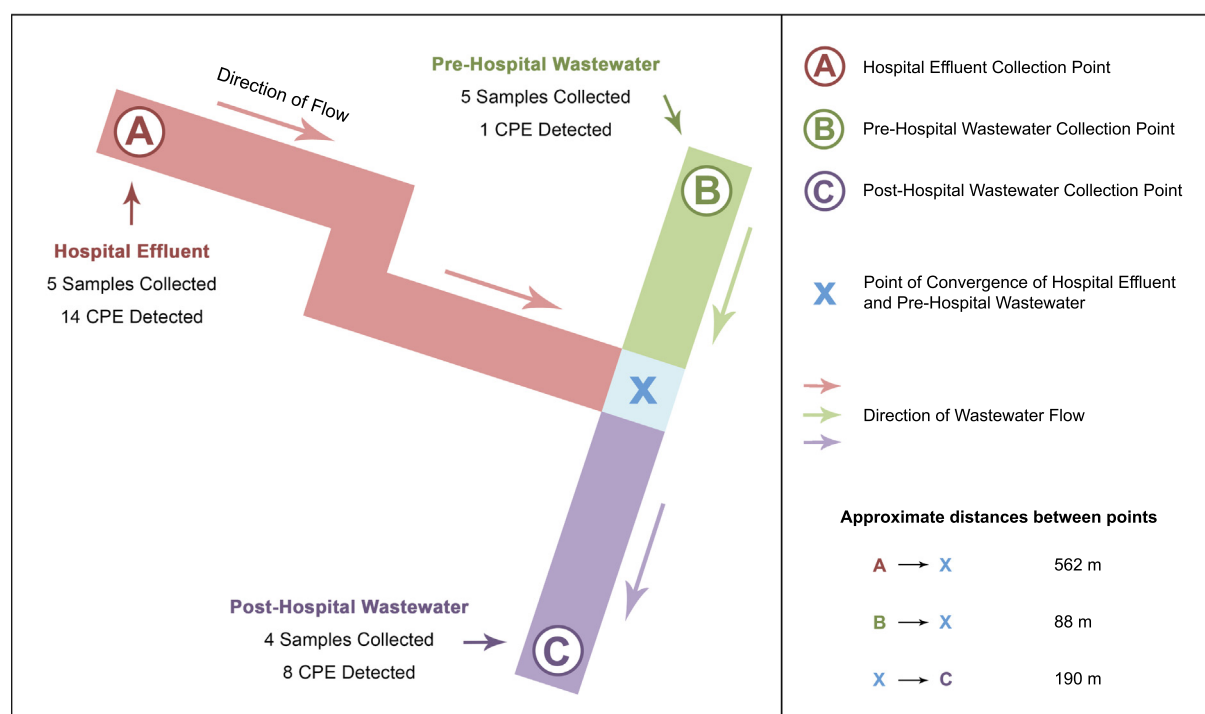 Direction of Flow
A
Hospital Effluent
5 Samples Collected
14 CPE Detected
Pre-Hospital Wastewater
5 Samples Collected
1 CPE Detected
B
X
Post-Hospital Wastewater
4 Samples Collected
8 CPE Detected
C
A Hospital Effluent Collection Point
B Pre-Hospital Wastewater Collection Point
C Post-Hospital Wastewater Collection Point
X Point of Convergence of Hospital Effluent
and Pre-Hospital Wastewater
Direction of Wastewater Flow
Approximate distances between points
A → X 562 m
B → X 88 m
X → C 190 m